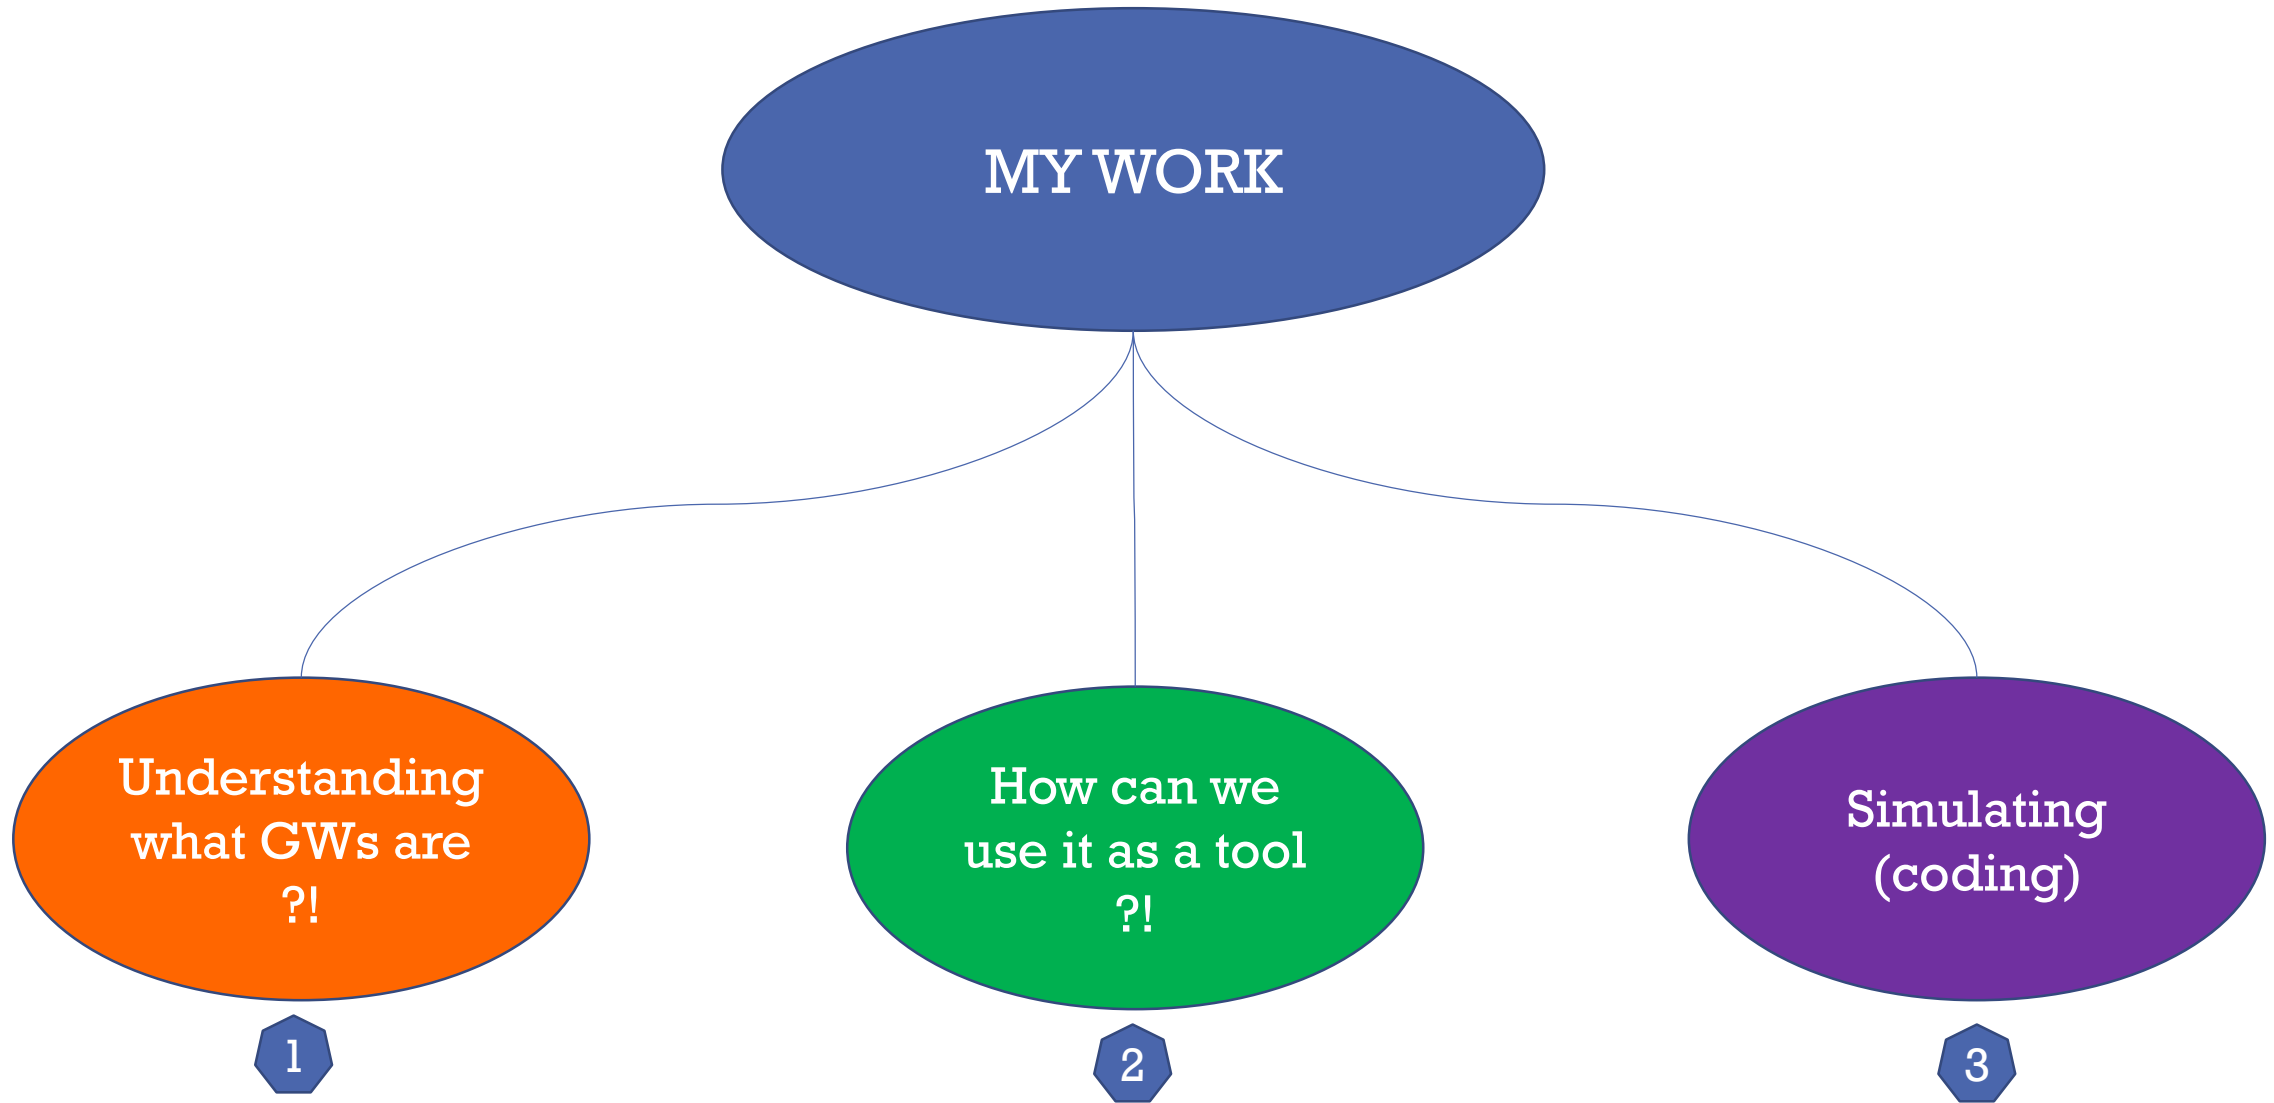 MY WORK
Understanding
what GWs are
?!
How can we
use it as a tool
?!
Simulating
(coding)
1
2
3